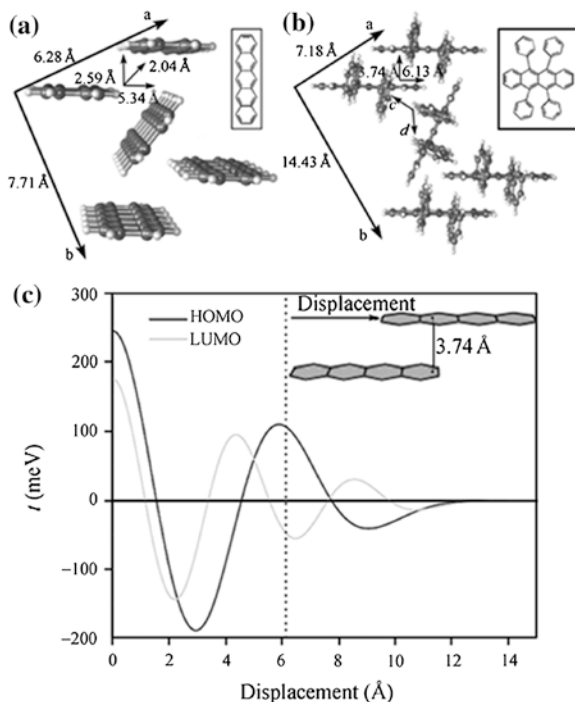 (a)
a
6.28 Å
2.59 Å
2.04 Å
5.34 Å
7.71 Å
b
(b)
a
7.18 Å
3.74 Å
6.13 Å
c
d
14.43 Å
b
(c)
300
200
100
0
−100
−200
t (meV)
HOMO
LUMO
Displacement
3.74 Å
0
2
4
6
8
10
12
14
Displacement (Å)